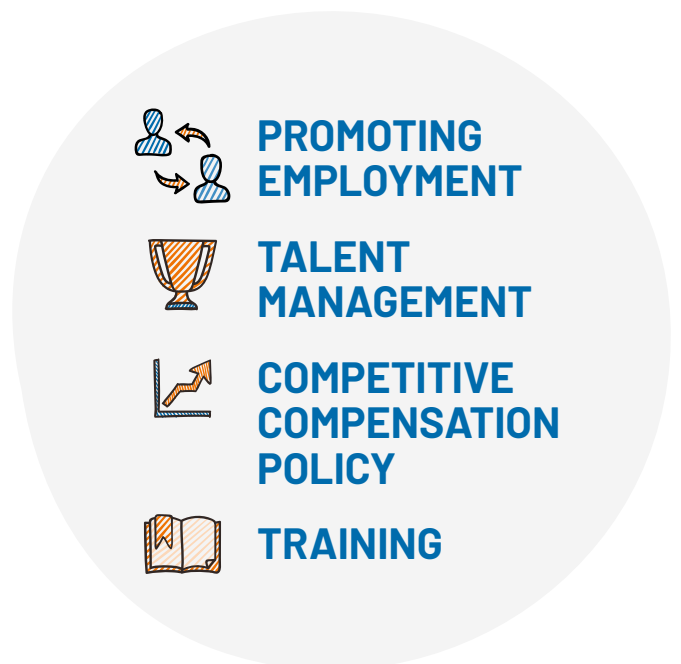 PROMOTING
EMPLOYMENT
TALENT
MANAGEMENT
COMPETITIVE
COMPENSATION
POLICY
TRAINING